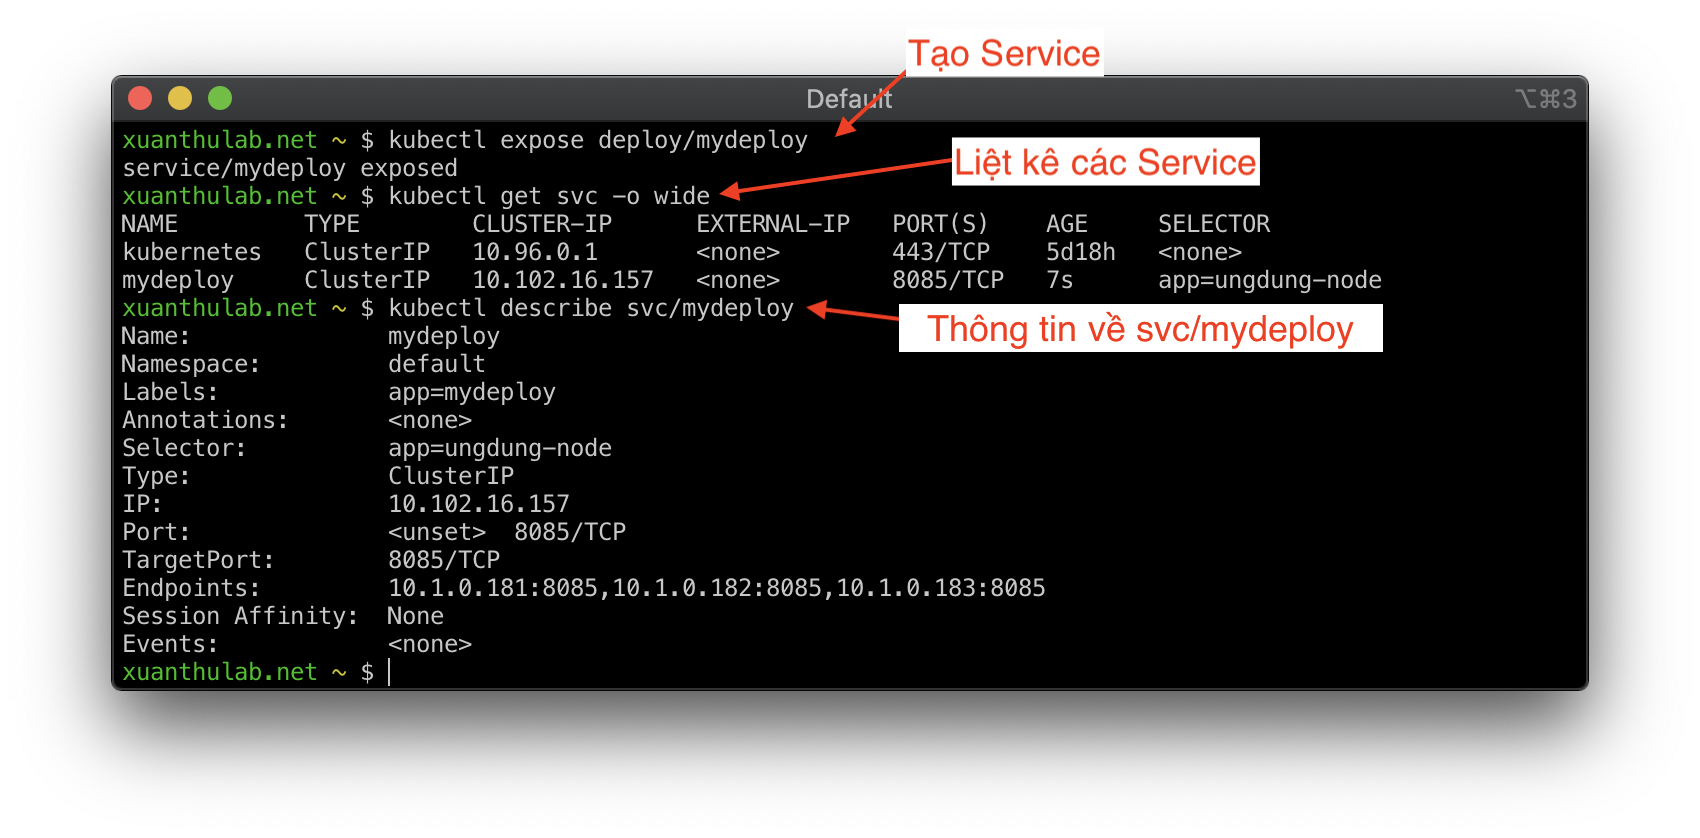 Tạo Service
Default ⌥⌘3
xuanthulab.net ~ $ kubectl expose deploy/mydeploy
service/mydeploy exposed
Liệt kê các Service
xuanthulab.net ~ $ kubectl get svc -o wide
NAME TYPE CLUSTER-IP EXTERNAL-IP PORT(S) AGE SELECTOR
kubernetes ClusterIP 10.96.0.1 <none> 443/TCP 5d18h <none>
mydeploy ClusterIP 10.102.16.157 <none> 8085/TCP 7s app=ungdung-node
xuanthulab.net ~ $ kubectl describe svc/mydeploy
Thông tin về svc/mydeploy
Name: mydeploy
Namespace: default
Labels: app=mydeploy
Annotations: <none>
Selector: app=ungdung-node
Type: ClusterIP
IP: 10.102.16.157
Port: <unset> 8085/TCP
TargetPort: 8085/TCP
Endpoints: 10.1.0.181:8085,10.1.0.182:8085,10.1.0.183:8085
Session Affinity: None
Events: <none>
xuanthulab.net ~ $